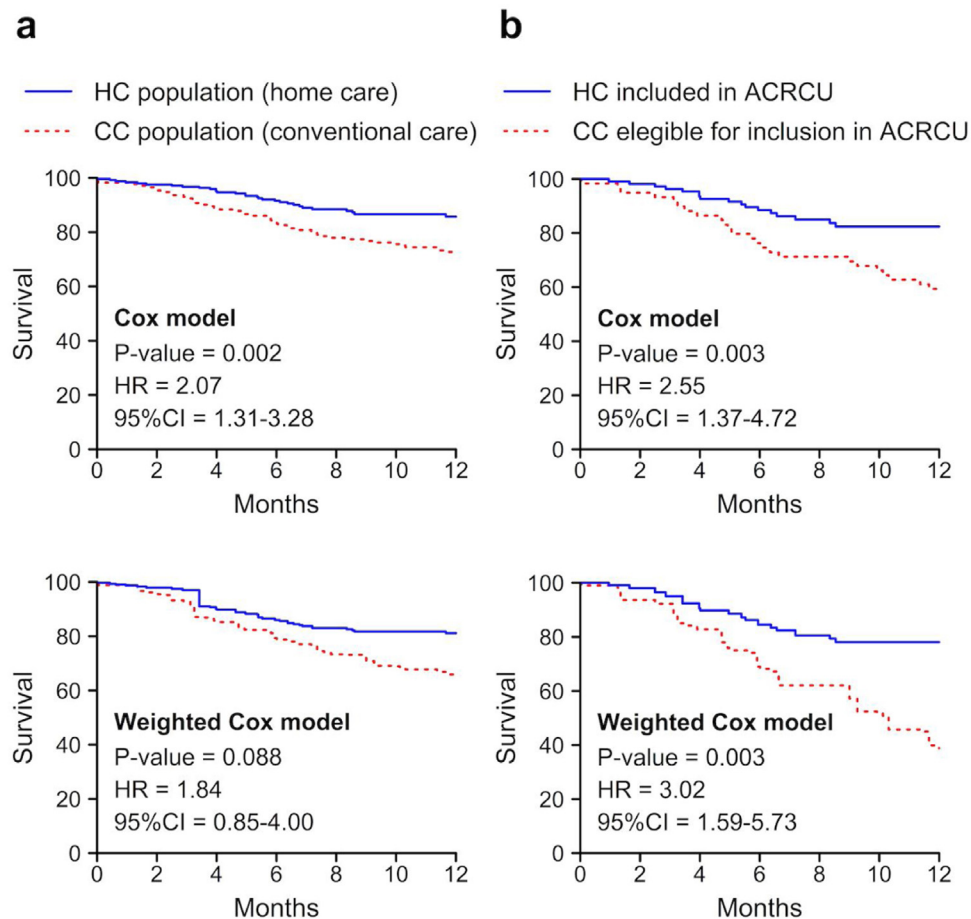 a
HC population (home care)
CC population (conventional care)
100
80
60
40
20
0
Survival
Cox model
P-value = 0.002
HR = 2.07
95%CI = 1.31-3.28
0 2 4 6 8 10 12
Months
b
HC included in ACRCU
CC elegible for inclusion in ACRCU
100
80
60
40
20
0
Survival
Cox model
P-value = 0.003
HR = 2.55
95%CI = 1.37-4.72
0 2 4 6 8 10 12
Months
100
80
60
40
20
0
Survival
Weighted Cox model
P-value = 0.088
HR = 1.84
95%CI = 0.85-4.00
0 2 4 6 8 10 12
Months
100
80
60
40
20
0
Survival
Weighted Cox model
P-value = 0.003
HR = 3.02
95%CI = 1.59-5.73
0 2 4 6 8 10 12
Months